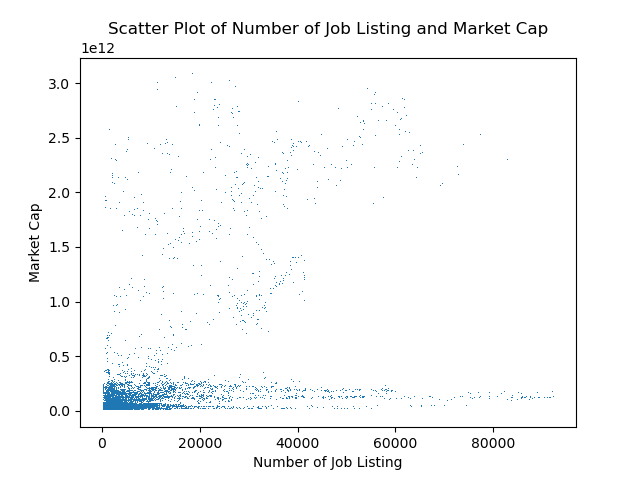 Scatter Plot of Number of Job Listing and Market Cap
1e12
3.0
2.5
2.0
1.5
1.0
0.5
0.0
Market Cap
0 20000 40000 60000 80000
Number of Job Listing